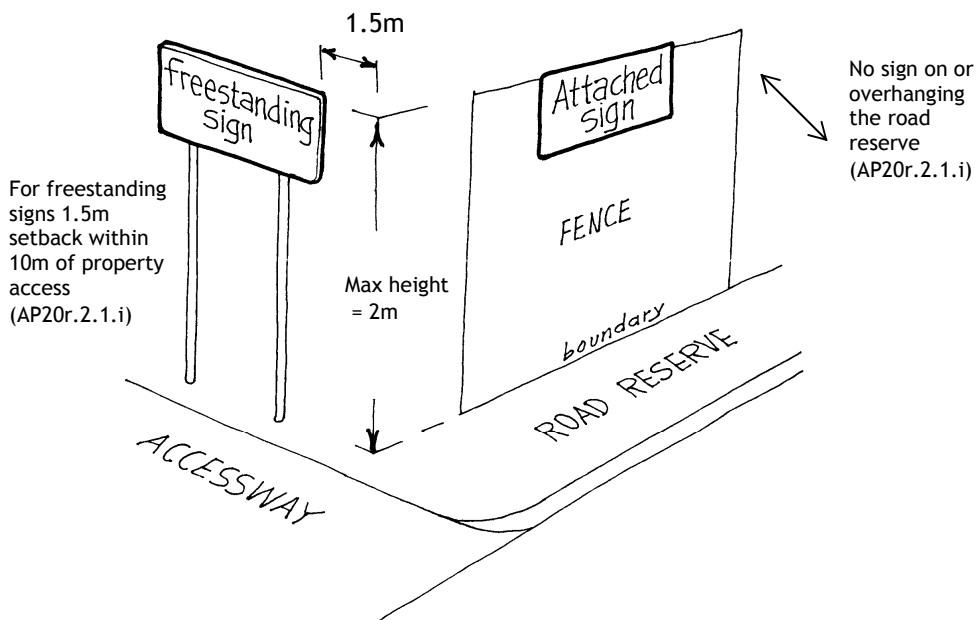 1.5m
freestanding
sign
Attached
sign
No sign on or
overhanging
the road
reserve
(AP20r.2.1.i)
For freestanding
signs 1.5m
setback within
10m of property
access
(AP20r.2.1.i)
FENCE
Max height
= 2m
boundary
ROAD RESERVE
ACCESSWAY